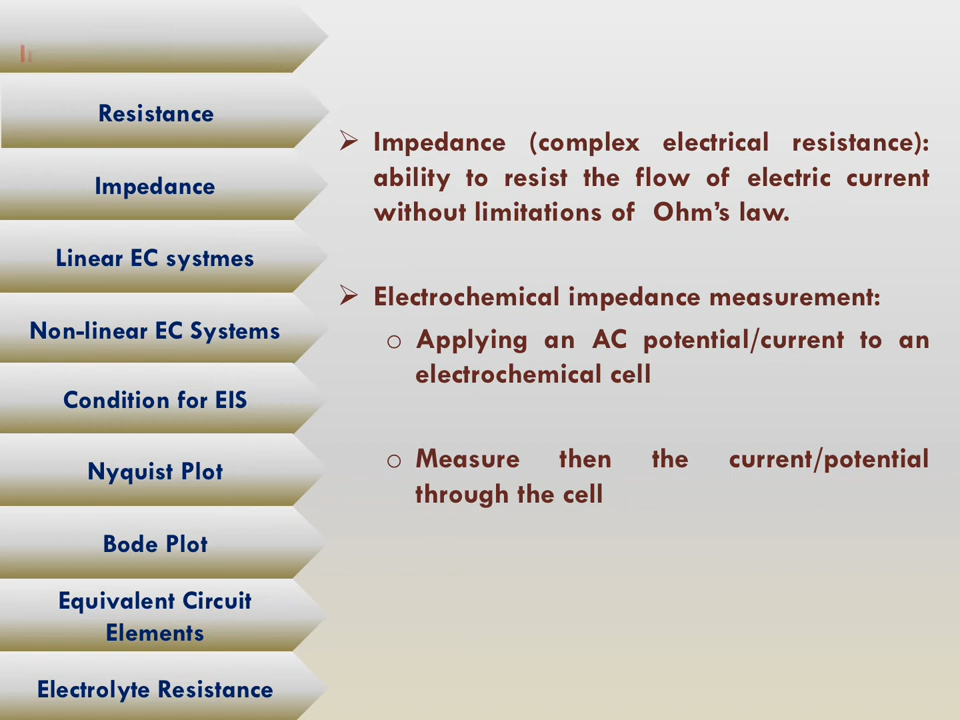 Resistance
Impedance
Linear EC systmes
Non-linear EC Systems
Condition for EIS
Nyquist Plot
Bode Plot
Equivalent Circuit
Elements
Electrolyte Resistance
➢ Impedance (complex electrical resistance):
ability to resist the flow of electric current
without limitations of Ohm's law.
➢ Electrochemical impedance measurement:
o Applying an AC potential/current to an
electrochemical cell
o Measure then the current/potential
through the cell